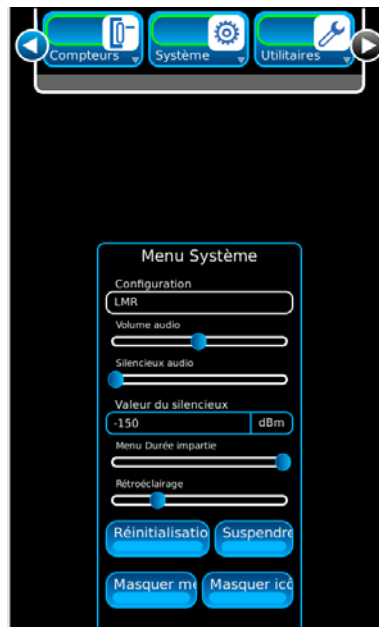 Compteurs Système Utilitaires
Menu Système
Configuration
LMR
Volume audio
Silencieux audio
Valeur du silencieux
-150 dBm
Menu Durée impartie
Rétroéclairage
Réinitialisatio Suspendre
Masquer me Masquer icô